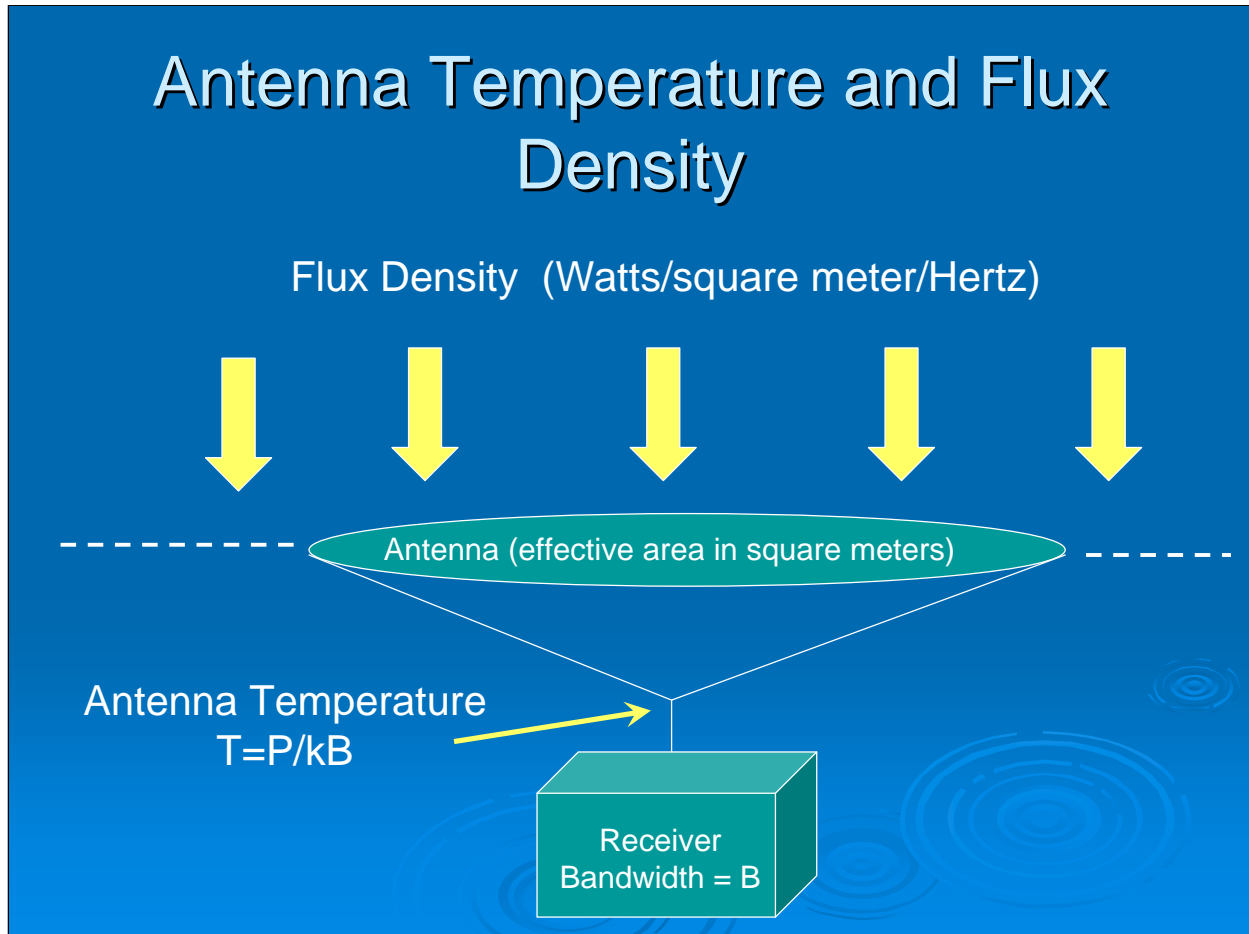 Antenna Temperature and Flux
Density
Flux Density (Watts/square meter/Hertz)
Antenna (effective area in square meters)
Antenna Temperature
T=P/kB
Receiver
Bandwidth = B